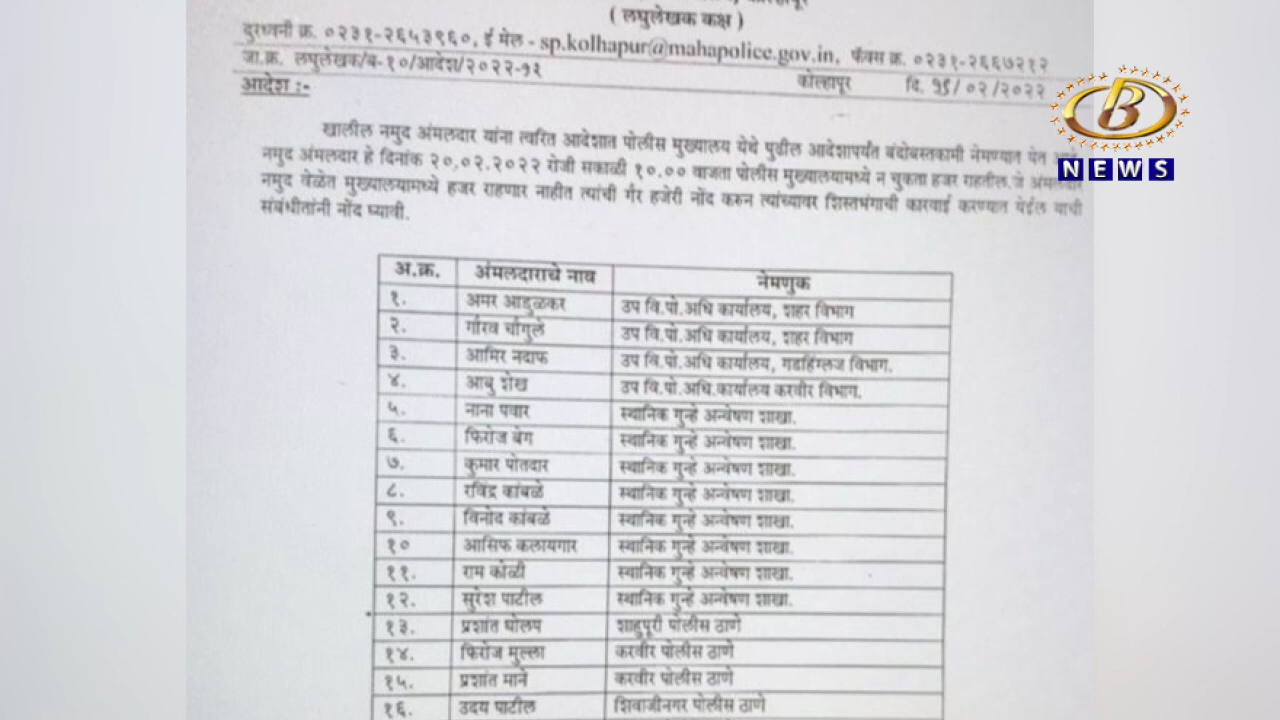 ( लघुलेखक कक्ष )
दुरध्वनी क्र. ०२३१-२६५३९६०, ई मेल - sp.kolhapur@mahapolice.gov.in, फॅक्स क्र. ०२३१-२६६७२१२
जा.क्र. लघुलेखक/ब-१०/आदेश/२०२२-५२ कोल्हापूर दि. १९/०२/२०२२
आदेश :-
B
NEWS
खालील नमुद अंमलदार यांना त्वरित आदेशात पोलीस मुख्यालय येथे पुढील आदेशापर्यंत बंदोबस्तकामी नेमण्यात येत
नमुद अंमलदार हे दिनांक २०.०२.२०२२ रोजी सकाळी १०.०० वाजता पोलीस मुख्यालयामध्ये न चुकता हजर राहतील. जे अंमलदार
नमुद वेळेत मुख्यालयामध्ये हजर राहणार नाहीत त्यांची गैर हजेरी नोंद करुन त्यांच्यावर शिस्तभंगाची कारवाई करण्यात येईल याची
संबंधीतांनी नोंद घ्यावी.
अ.क्र. अंमलदाराचे नाव नेमणुक
१. अमर आडुळकर उप वि.पो.अधि कार्यालय, शहर विभाग
२. गौरव चौगुले उप वि.पो.अधि कार्यालय, शहर विभाग
३. आमिर नदाफ उप वि.पो.अधि कार्यालय, गडहिंग्लज विभाग.
४. आबु शेख उप वि.पो.अधि.कार्यालय करवीर विभाग.
५. नाना पवार स्थानिक गुन्हे अन्वेषण शाखा.
६. फिरोज बेग स्थानिक गुन्हे अन्वेषण शाखा.
७. कुमार पोतदार स्थानिक गुन्हे अन्वेषण शाखा.
८. रविंद्र कांबळे स्थानिक गुन्हे अन्वेषण शाखा.
९. विनोद कांबळे स्थानिक गुन्हे अन्वेषण शाखा.
१० आसिफ कलायगार स्थानिक गुन्हे अन्वेषण शाखा.
११. राम कोळी स्थानिक गुन्हे अन्वेषण शाखा.
१२. सुरेश पाटील स्थानिक गुन्हे अन्वेषण शाखा.
१३. प्रशांत घोलप शाहुपूरी पोलीस ठाणे
१४. फिरोज मुल्ला करवीर पोलीस ठाणे
१५. प्रशांत माने करवीर पोलीस ठाणे
१६. उदय पाटील शिवाजीनगर पोलीस ठाणे